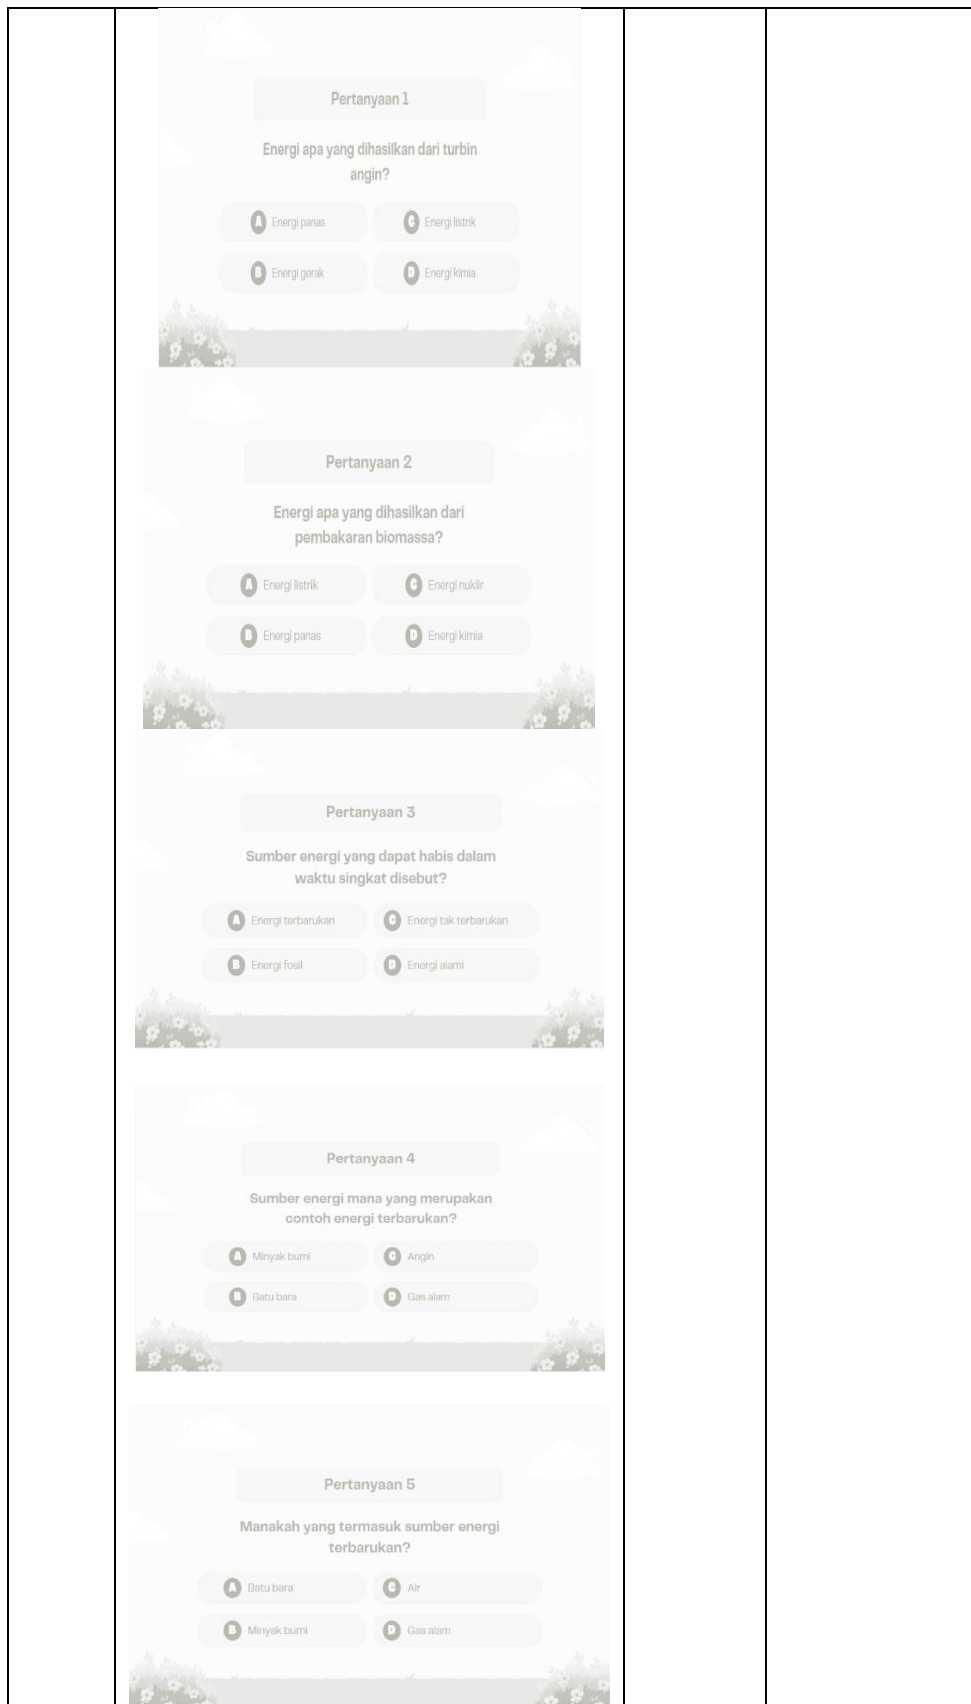 Pertanyaan 1
Energi apa yang dihasilkan dari turbin
angin?
A Energi panas
C Energi listrik
B Energi gerak
D Energi kimia
Pertanyaan 2
Energi apa yang dihasilkan dari
pembakaran biomassa?
A Energi listrik
C Energi nuklir
B Energi panas
D Energi kimia
Pertanyaan 3
Sumber energi yang dapat habis dalam
waktu singkat disebut?
A Energi terbarukan
C Energi tak terbarukan
B Energi fosil
D Energi alami
Pertanyaan 4
Sumber energi mana yang merupakan
contoh energi terbarukan?
A Minyak bumi
C Angin
B Batu bara
D Gas alam
Pertanyaan 5
Manakah yang termasuk sumber energi
terbarukan?
A Batu bara
C Air
B Minyak bumi
D Gas alam